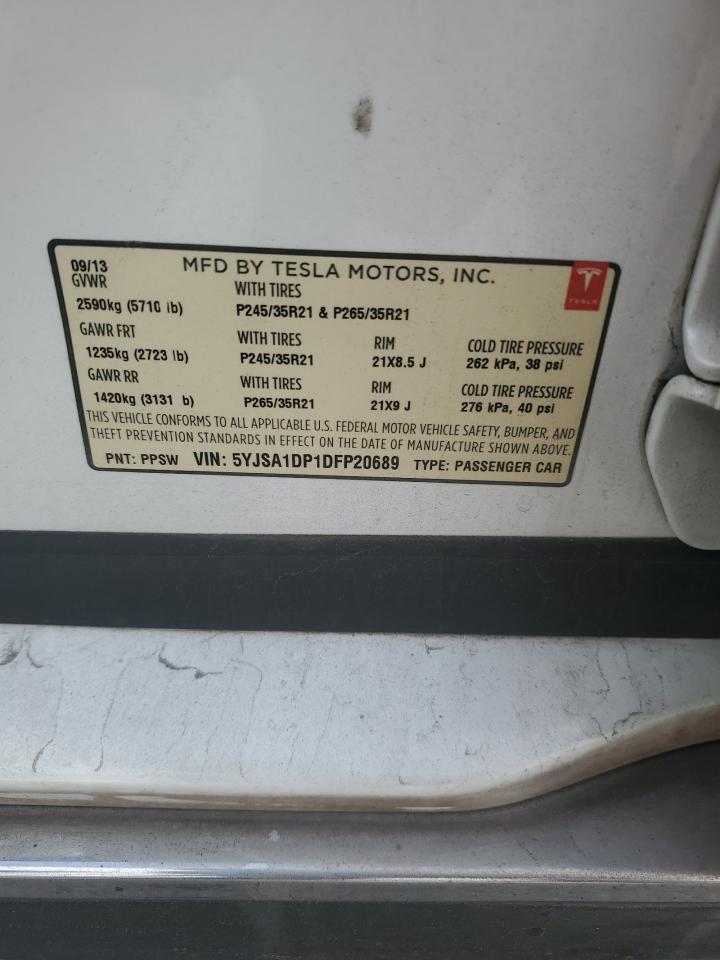 09/13 MFD BY TESLA MOTORS, INC.
GVWR WITH TIRES
2590kg (5710 lb) P245/35R21 & P265/35R21
GAWR FRT WITH TIRES RIM COLD TIRE PRESSURE
1235kg (2723 lb) P245/35R21 21X8.5 J 262 kPa, 38 psi
GAWR RR WITH TIRES RIM COLD TIRE PRESSURE
1420kg (3131 b) P265/35R21 21X9 J 276 kPa, 40 psi
THIS VEHICLE CONFORMS TO ALL APPLICABLE U.S. FEDERAL MOTOR VEHICLE SAFETY, BUMPER, AND
THEFT PREVENTION STANDARDS IN EFFECT ON THE DATE OF MANUFACTURE SHOWN ABOVE.
PNT: PPSW VIN: 5YJSA1DP1DFP20689 TYPE: PASSENGER CAR
TESLA